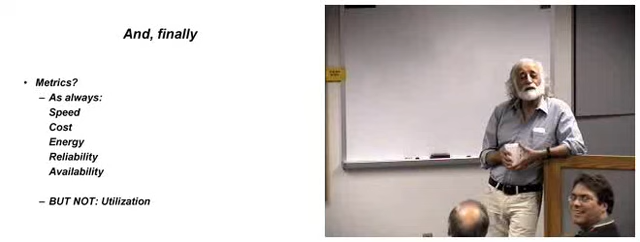 And, finally
• Metrics?
– As always:
Speed
Cost
Energy
Reliability
Availability
– BUT NOT: Utilization